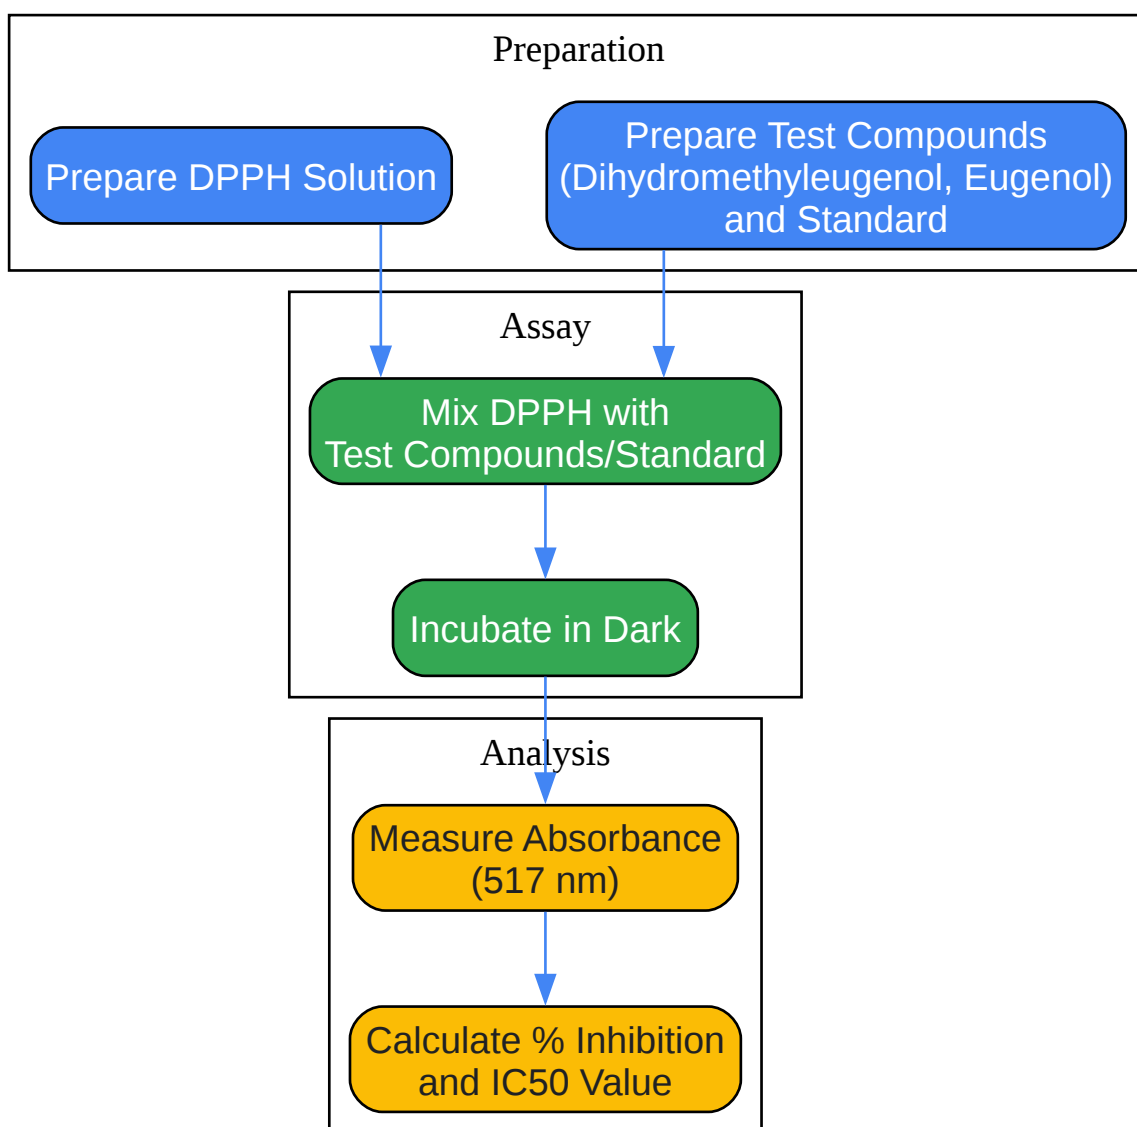 Preparation
Prepare DPPH Solution
Prepare Test Compounds
(Dihydromethyleugenol, Eugenol)
and Standard
Assay
Mix DPPH with
Test Compounds/Standard
Incubate in Dark
Analysis
Measure Absorbance
(517 nm)
Calculate % Inhibition
and IC50 Value